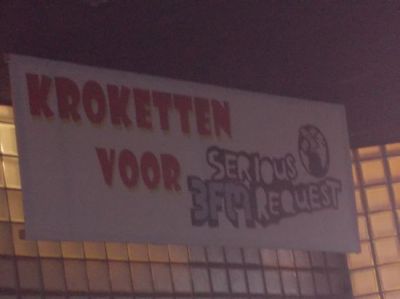 KROKETTEN
VOOR
SERIOUS
3FM REQUEST